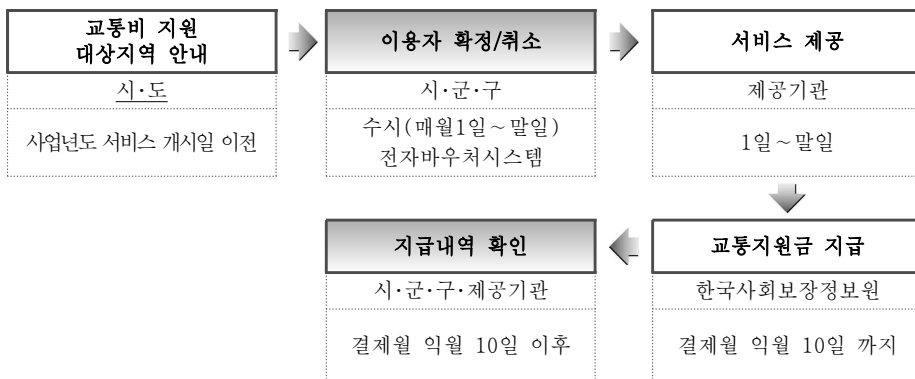 교통비 지원
대상지역 안내
시·도
사업년도 서비스 개시일 이전
이용자 확정/취소
시·군·구
수시(매월1일～말일)
전자바우처시스템
서비스 제공
제공기관
1일～말일
지급내역 확인
시·군·구·제공기관
결제월 익월 10일 이후
교통지원금 지급
한국사회보장정보원
결제월 익월 10일 까지